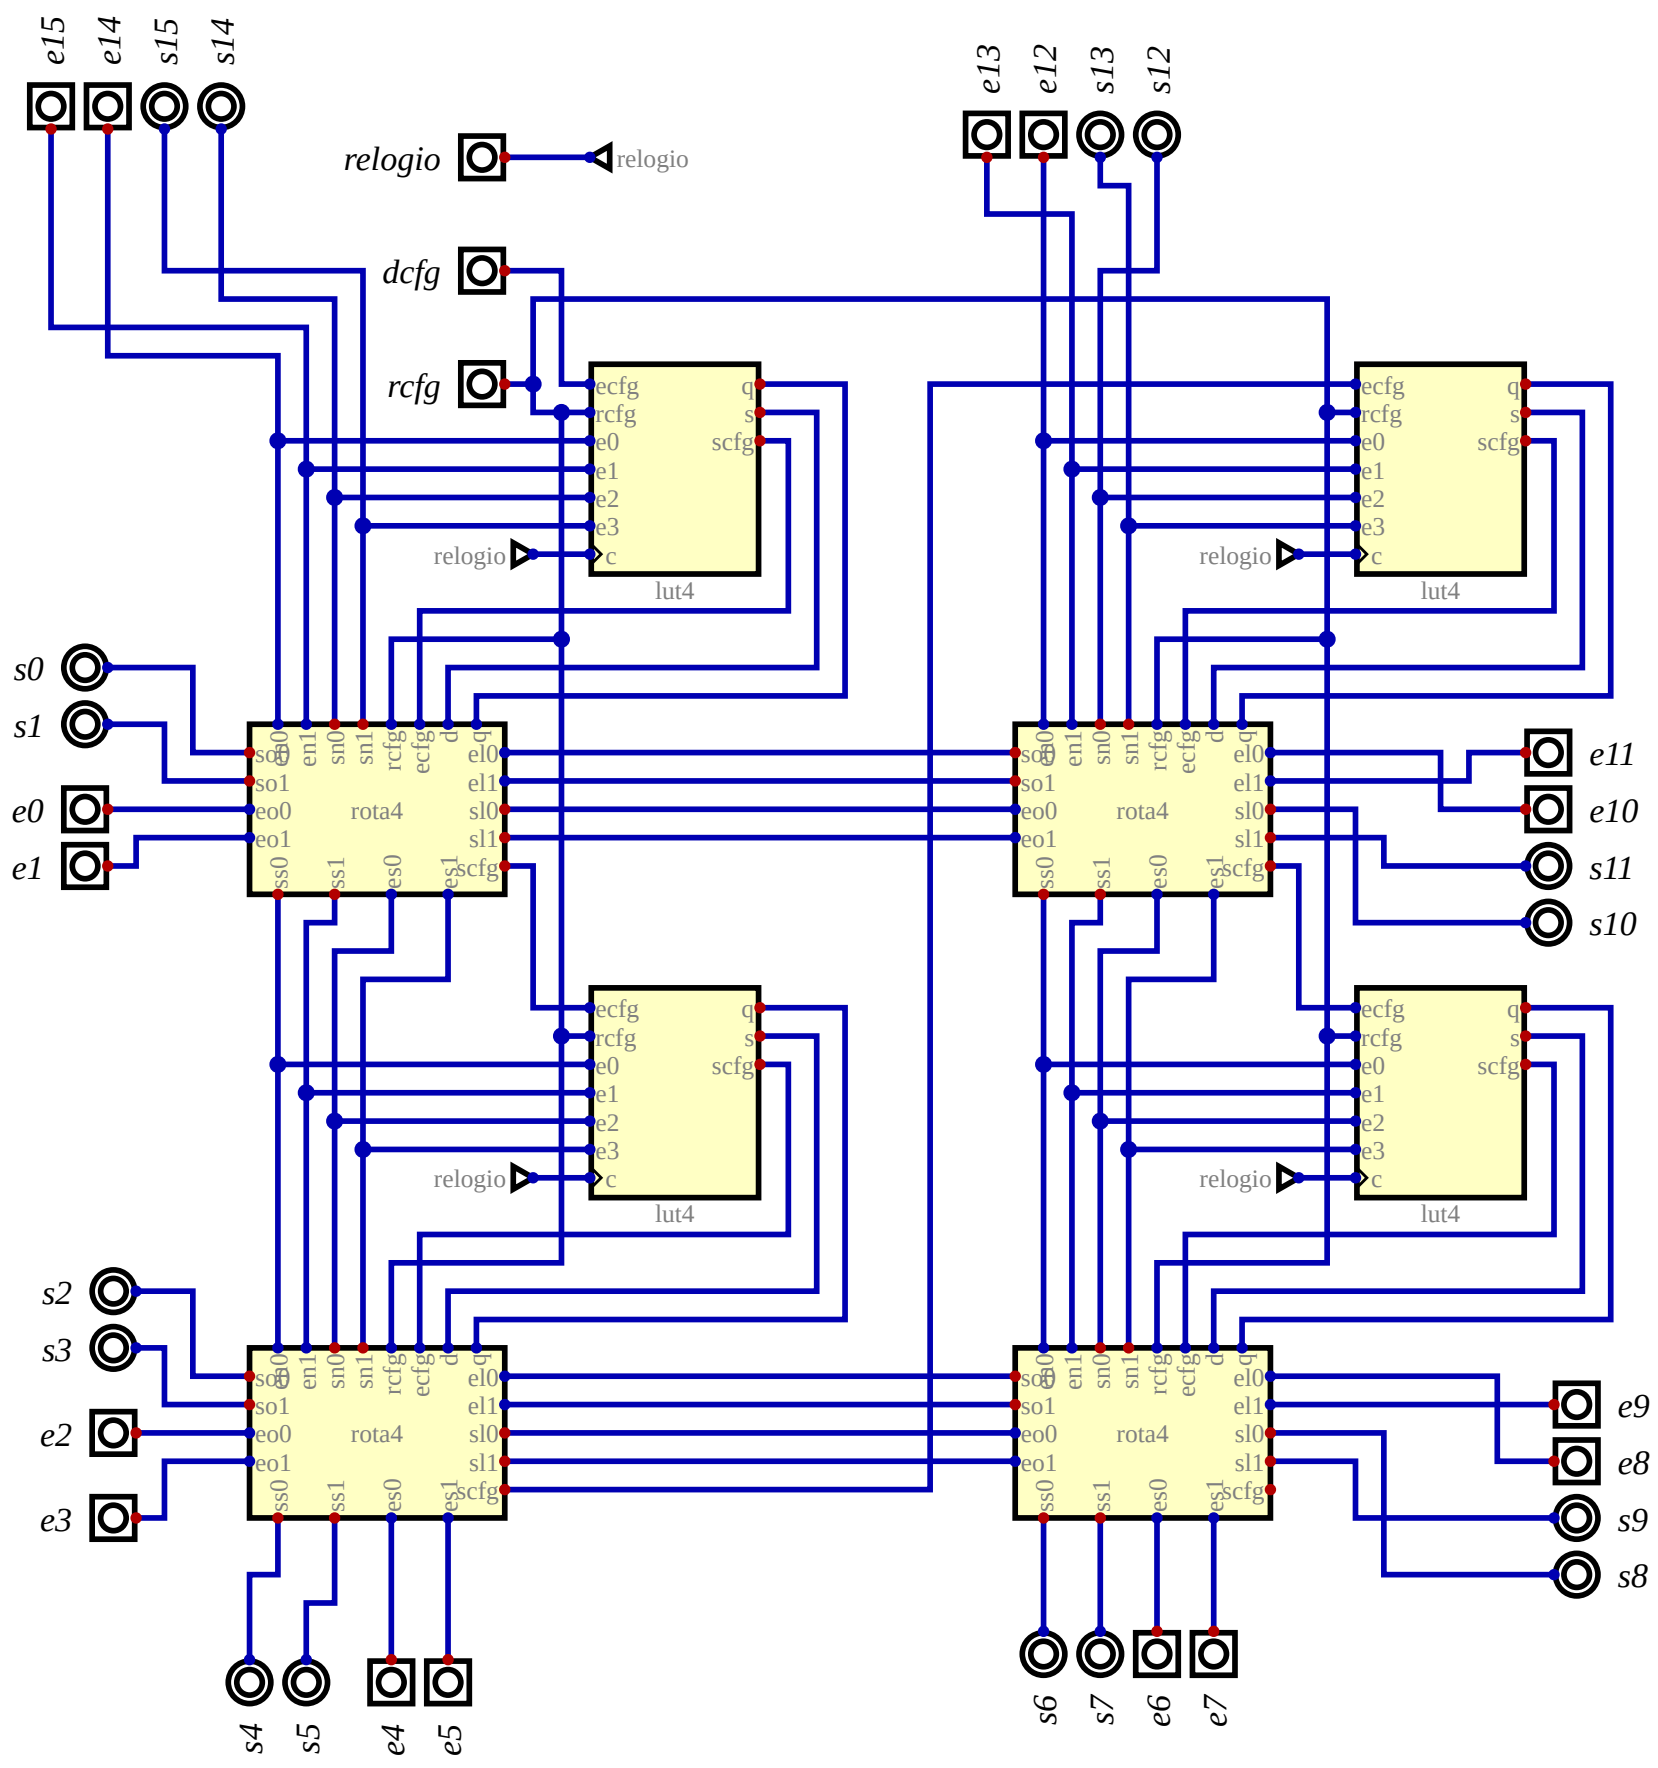 e15 e14 s15 s14
e13 e12 s13 s12
relogio relogio
dcfg
rcfg
ecfg q ecfg q
rcfg s rcfg s
e0 scfg e0 scfg
e1 e1
e2 e2
e3 e3
relogio c relogio c
lut4 lut4
s0
s1
en0 en1 sn0 sn1 rcfg ecfg d q en0 en1 sn0 sn1 rcfg ecfg d q
so0 el0 so0 el0 e11
so1 el1 so1 el1
e0 eo0 rota4 sl0 eo0 rota4 sl0 e10
eo1 sl1 eo1 sl1
e1 ss0 ss1 es0 es1 scfg ss0 ss1 es0 es1 scfg s11
s10
ecfg q ecfg q
rcfg s rcfg s
e0 scfg e0 scfg
e1 e1
e2 e2
e3 e3
relogio c relogio c
lut4 lut4
s2
s3
en0 en1 sn0 sn1 rcfg ecfg d q en0 en1 sn0 sn1 rcfg ecfg d q
so0 el0 so0 el0
so1 el1 so1 el1 e9
e2 eo0 rota4 sl0 eo0 rota4 sl0
eo1 sl1 eo1 sl1 e8
ss0 ss1 es0 es1 scfg ss0 ss1 es0 es1 scfg
e3 s9
s8
s6 s7 e6 e7
s4 s5 e4 e5